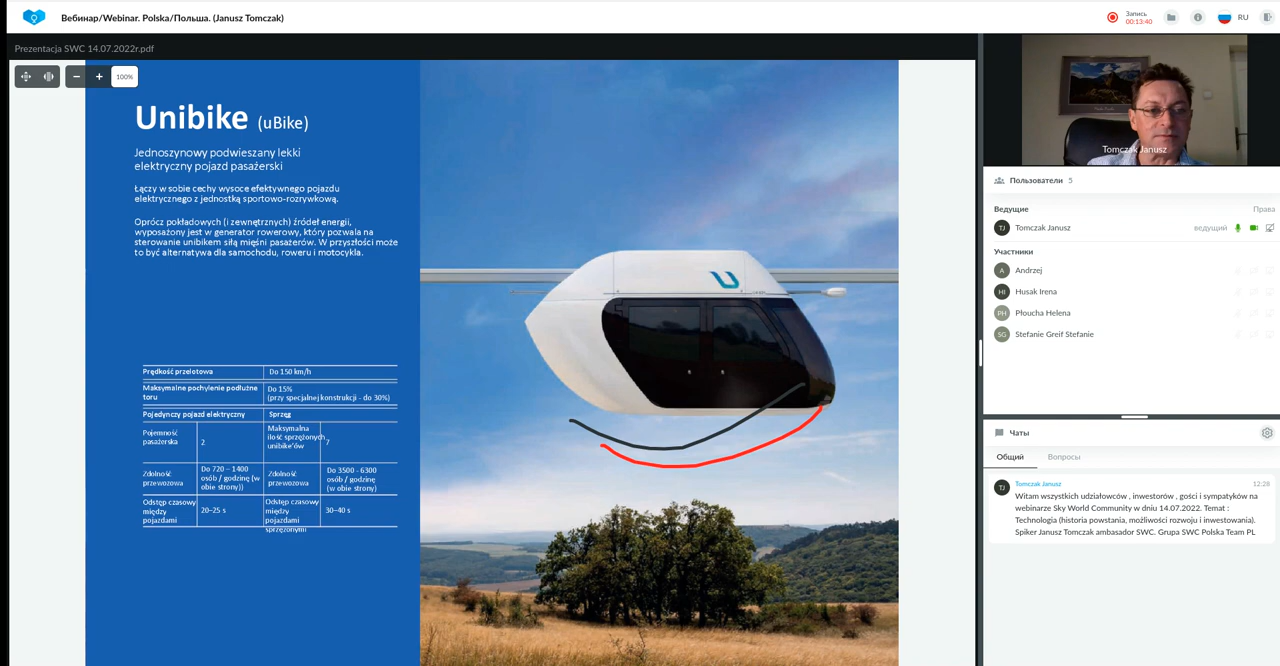 Вебинар/Webinar. Polska/Польша. (Janusz Tomczak)
Запись
00:13:40
RU
Prezentacja SWC 14.07.2022r.pdf
100%
Unibike (uBike)
Jednoszynowy podwieszany lekki
elektryczny pojazd pasażerski
Łączy w sobie cechy wysoce efektywnego pojazdu
elektrycznego z jednostką sportowo-rozrywkową.
Oprócz pokładowych (i zewnętrznych) źródeł energii,
wyposażony jest w generator rowerowy, który pozwala na
sterowanie unibikem siłą mięśni pasażerów. W przyszłości może
to być alternatywa dla samochodu, roweru i motocykla.
Prędkość przelotowa
Do 150 km/h
Maksymalne pochylenie podłużne
toru
Do 15%
(przy specjalnej konstrukcji - do 30%)
Pojedynczy pojazd elektryczny
Sprzęg
Pojemność
pasażerska
2
Maksymalna
ilość sprzężonych
unibike'ów
7
Zdolność
przewozowa
Do 720 – 1400
osób / godzinę (w
obie strony))
Zdolność
przewozowa
Do 3500 - 6300
osób / godzinę
(w obie strony)
Odstęp czasowy
między
pojazdami
20–25 s
Odstęp czasowy
między
pojazdami
sprzężonymi
30–40 s
Tomczak Janusz
Пользователи 5
Ведущие
Права
TJ
Tomczak Janusz
ведущий
Участники
A
Andrzej
HI
Husak Irena
PH
Płoucha Helena
SG
Stefanie Greif Stefanie
Чаты
Общий
Вопросы
TJ
Tomczak Janusz
12:28
Witam wszystkich udziałowców , inwestorów , gości i sympatyków na
webinarze Sky World Community w dniu 14.07.2022. Temat :
Technologia (historia powstania, możliwości rozwoju i inwestowania).
Spiker Janusz Tomczak ambasador SWC. Grupa SWC Polska Team PL